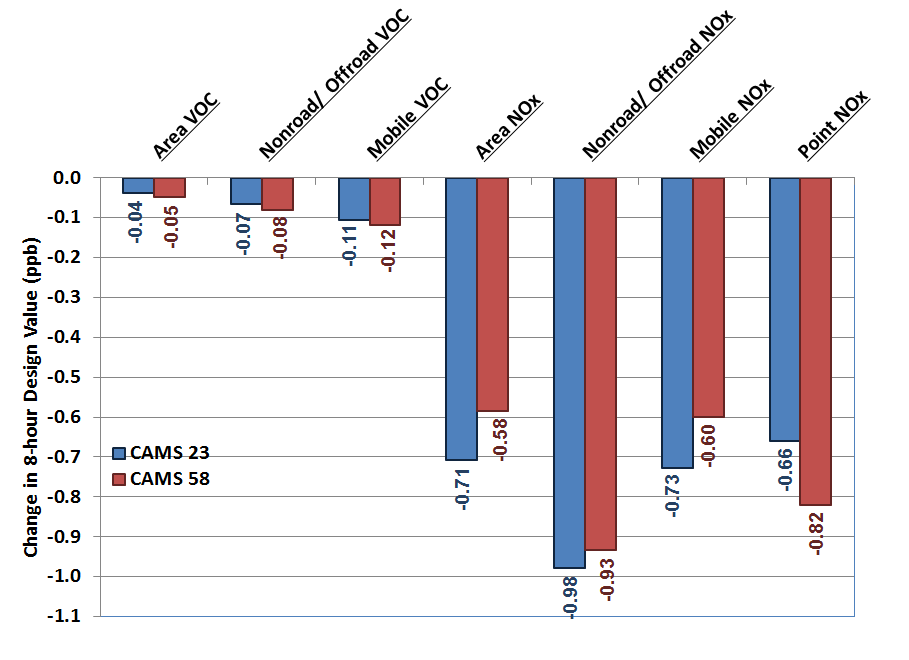 Area VOC
Nonroad/ Offroad VOC
Mobile VOC
Area NOx
Nonroad/ Offroad NOx
Mobile NOx
Point NOx
Change in 8-hour Design Value (ppb)
0.0
-0.1
-0.2
-0.3
-0.4
-0.5
-0.6
-0.7
-0.8
-0.9
-1.0
-1.1
-0.04
-0.05
-0.07
-0.08
-0.11
-0.12
-0.71
-0.58
-0.98
-0.93
-0.73
-0.60
-0.66
-0.82
CAMS 23
CAMS 58